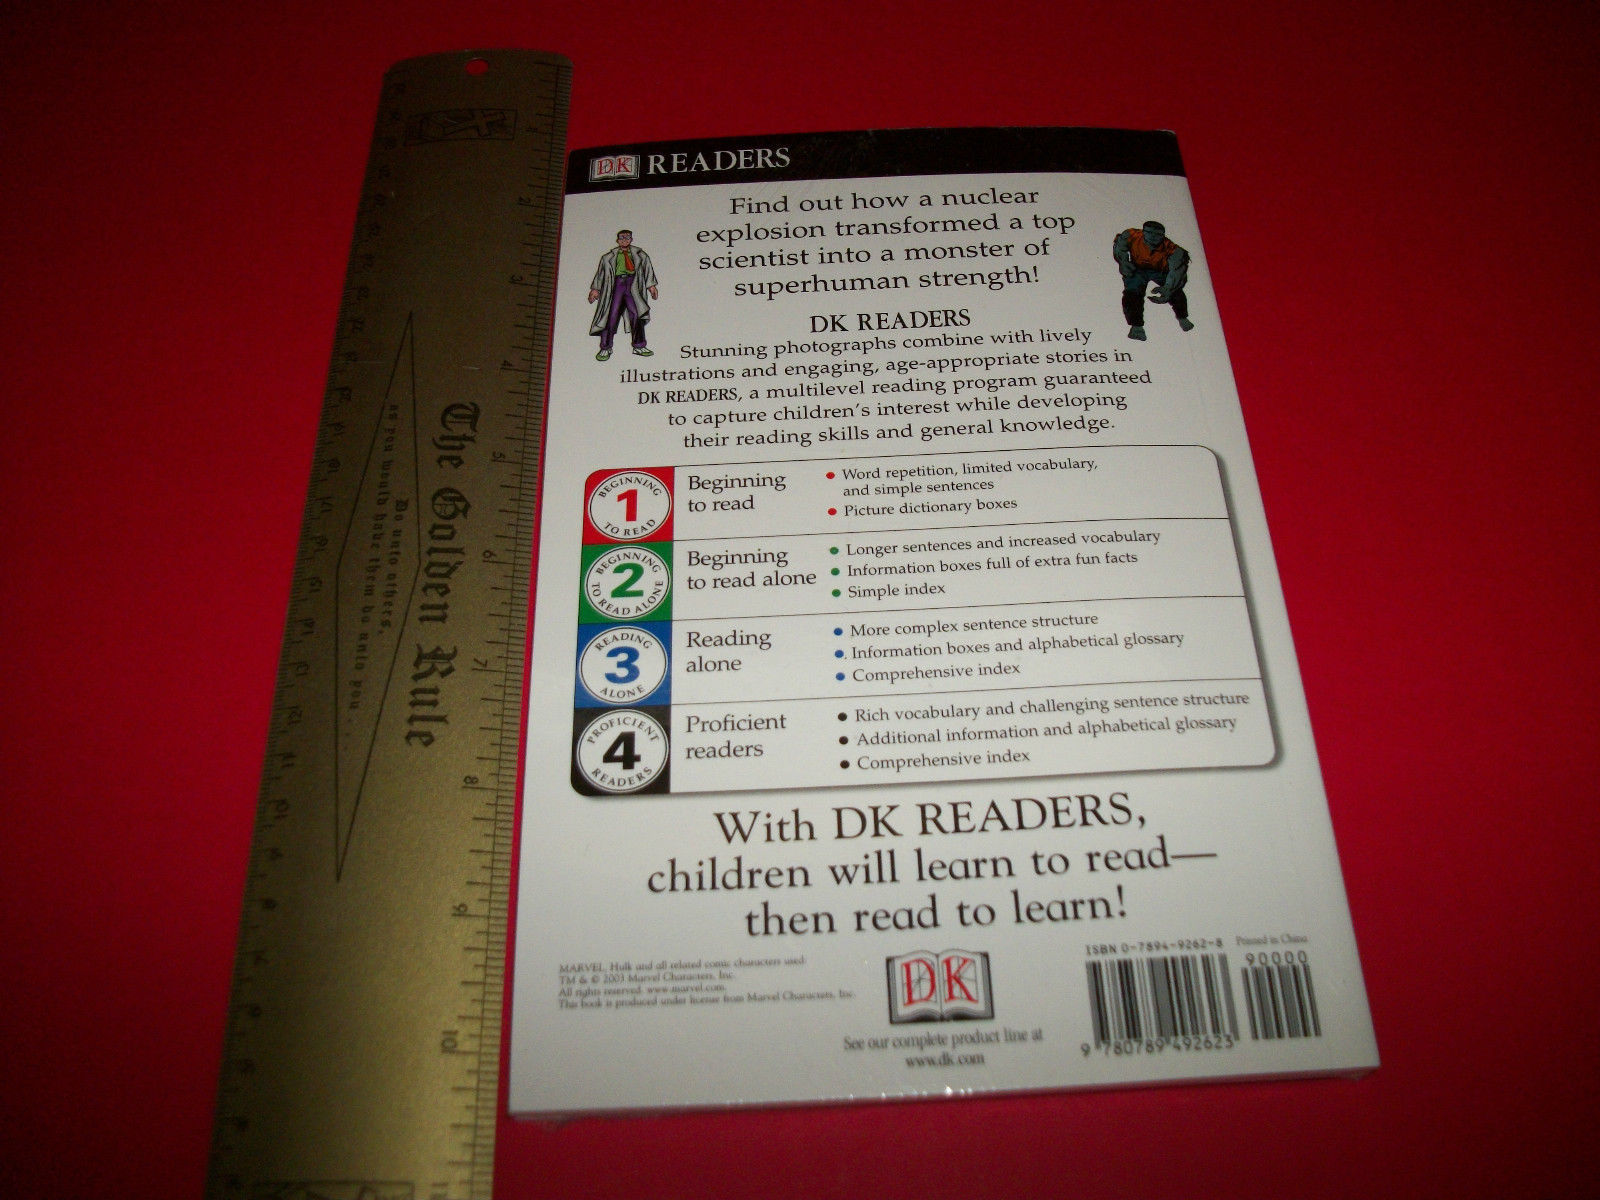 The Golden Rule
Do unto others,
as you would have them do unto you . . .
1
2
3
4
5
6
7
8
9
10
DK READERS
Find out how a nuclear
explosion transformed a top
scientist into a monster of
superhuman strength!
DK READERS
Stunning photographs combine with lively
illustrations and engaging, age-appropriate stories in
DK READERS, a multilevel reading program guaranteed
to capture children's interest while developing
their reading skills and general knowledge.
BEGINNING
1
TO READ
Beginning
to read
• Word repetition, limited vocabulary,
and simple sentences
• Picture dictionary boxes
BEGINNING
2
TO READ ALONE
Beginning
to read alone
• Longer sentences and increased vocabulary
• Information boxes full of extra fun facts
• Simple index
READING
3
ALONE
Reading
alone
• More complex sentence structure
• Information boxes and alphabetical glossary
• Comprehensive index
PROFICIENT
4
READERS
Proficient
readers
• Rich vocabulary and challenging sentence structure
• Additional information and alphabetical glossary
• Comprehensive index
With DK READERS,
children will learn to read—
then read to learn!
MARVEL, Hulk and all related comic characters used:
TM & © 2003 Marvel Characters, Inc.
All rights reserved. www.marvel.com.
This book is produced under license from Marvel Characters, Inc.
DK
See our complete product line at
www.dk.com
ISBN 0-7894-9262-8 Printed in China
90000
9 780789 492623